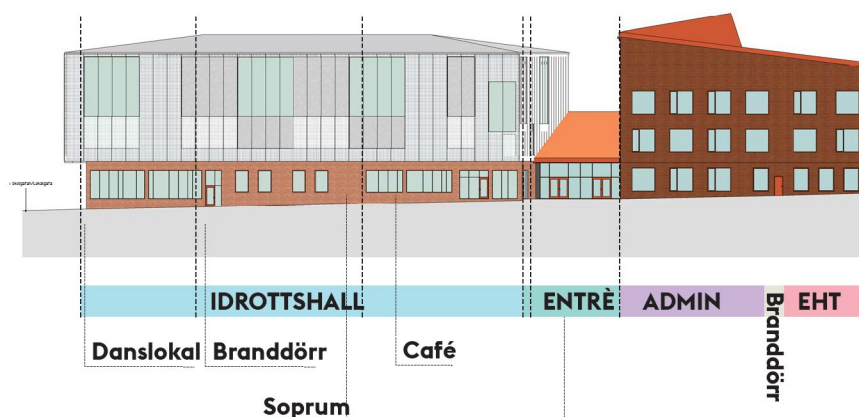 IDROTTSHALL
ENTRÈ
ADMIN
Branddörr
EHT
Danslokal
Branddörr
Café
Soprum